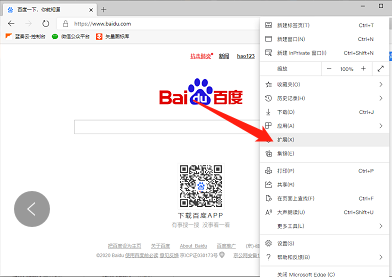 百度一下，你就知道
https://www.baidu.com
蓝奏云-控制台 微信公众平台 矢量图标库
抗击肺炎 新闻 hao123
Bai du 百度
下载百度APP
有事搜一搜 没事看一看
把百度设为主页 关于百度 About Baidu 百度推广
©2020 Baidu 使用百度前必读 意见反馈 京ICP证030173号 京公网安备
新建标签页(T) Ctrl+T
新建窗口(N) Ctrl+N
新建 InPrivate 窗口(I) Ctrl+Shift+N
缩放 — 100% +
收藏夹(O)
历史记录(H)
下载(D) Ctrl+J
应用(A)
扩展(X)
集锦(E)
打印(P) Ctrl+P
共享(H)
在页面上查找(F) Ctrl+F
大声朗读(U) Ctrl+Shift+U
更多工具(L)
设置(S)
帮助和反馈(B)
关闭 Microsoft Edge (C)